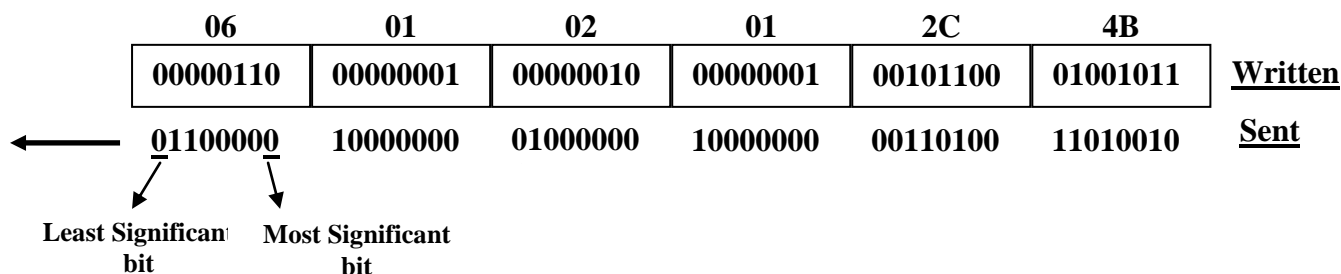 06 01 02 01 2C 4B
00000110 00000001 00000010 00000001 00101100 01001011 Written
01100000 10000000 01000000 10000000 00110100 11010010 Sent
Least Significant Most Significant
bit bit